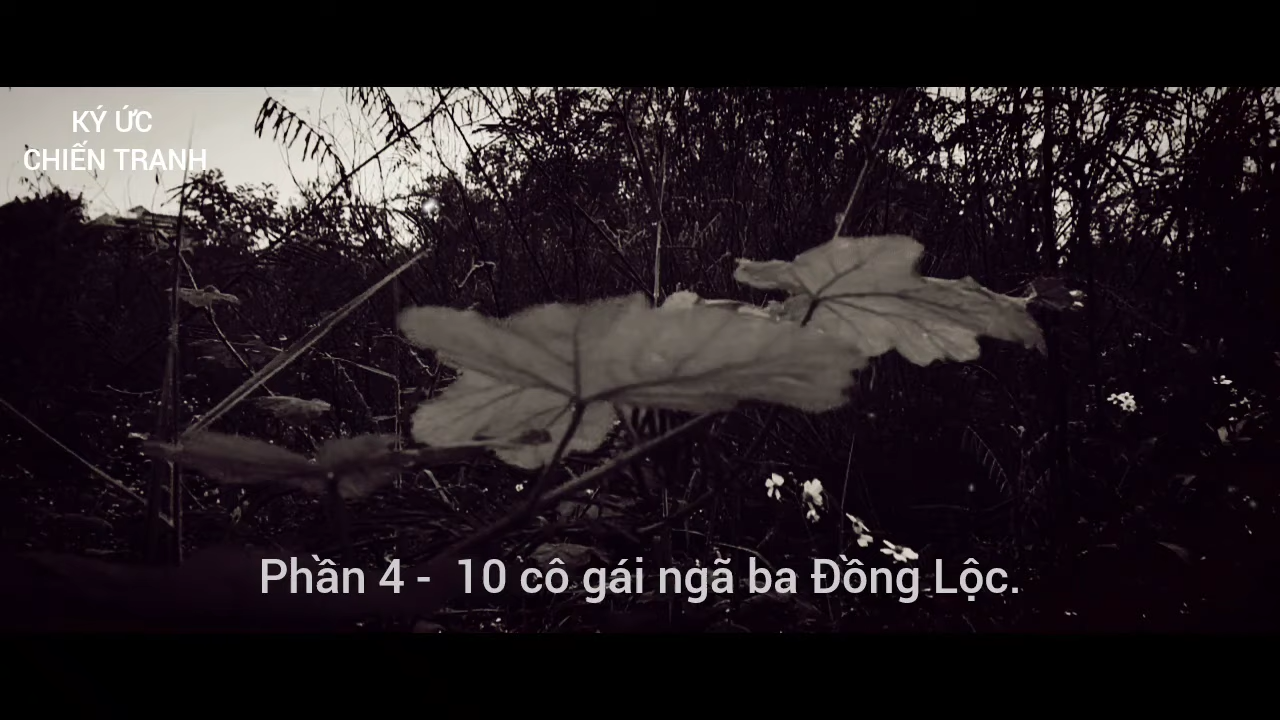 KÝ ỨC
CHIẾN TRANH
Phần 4 - 10 cô gái ngã ba Đồng Lộc.